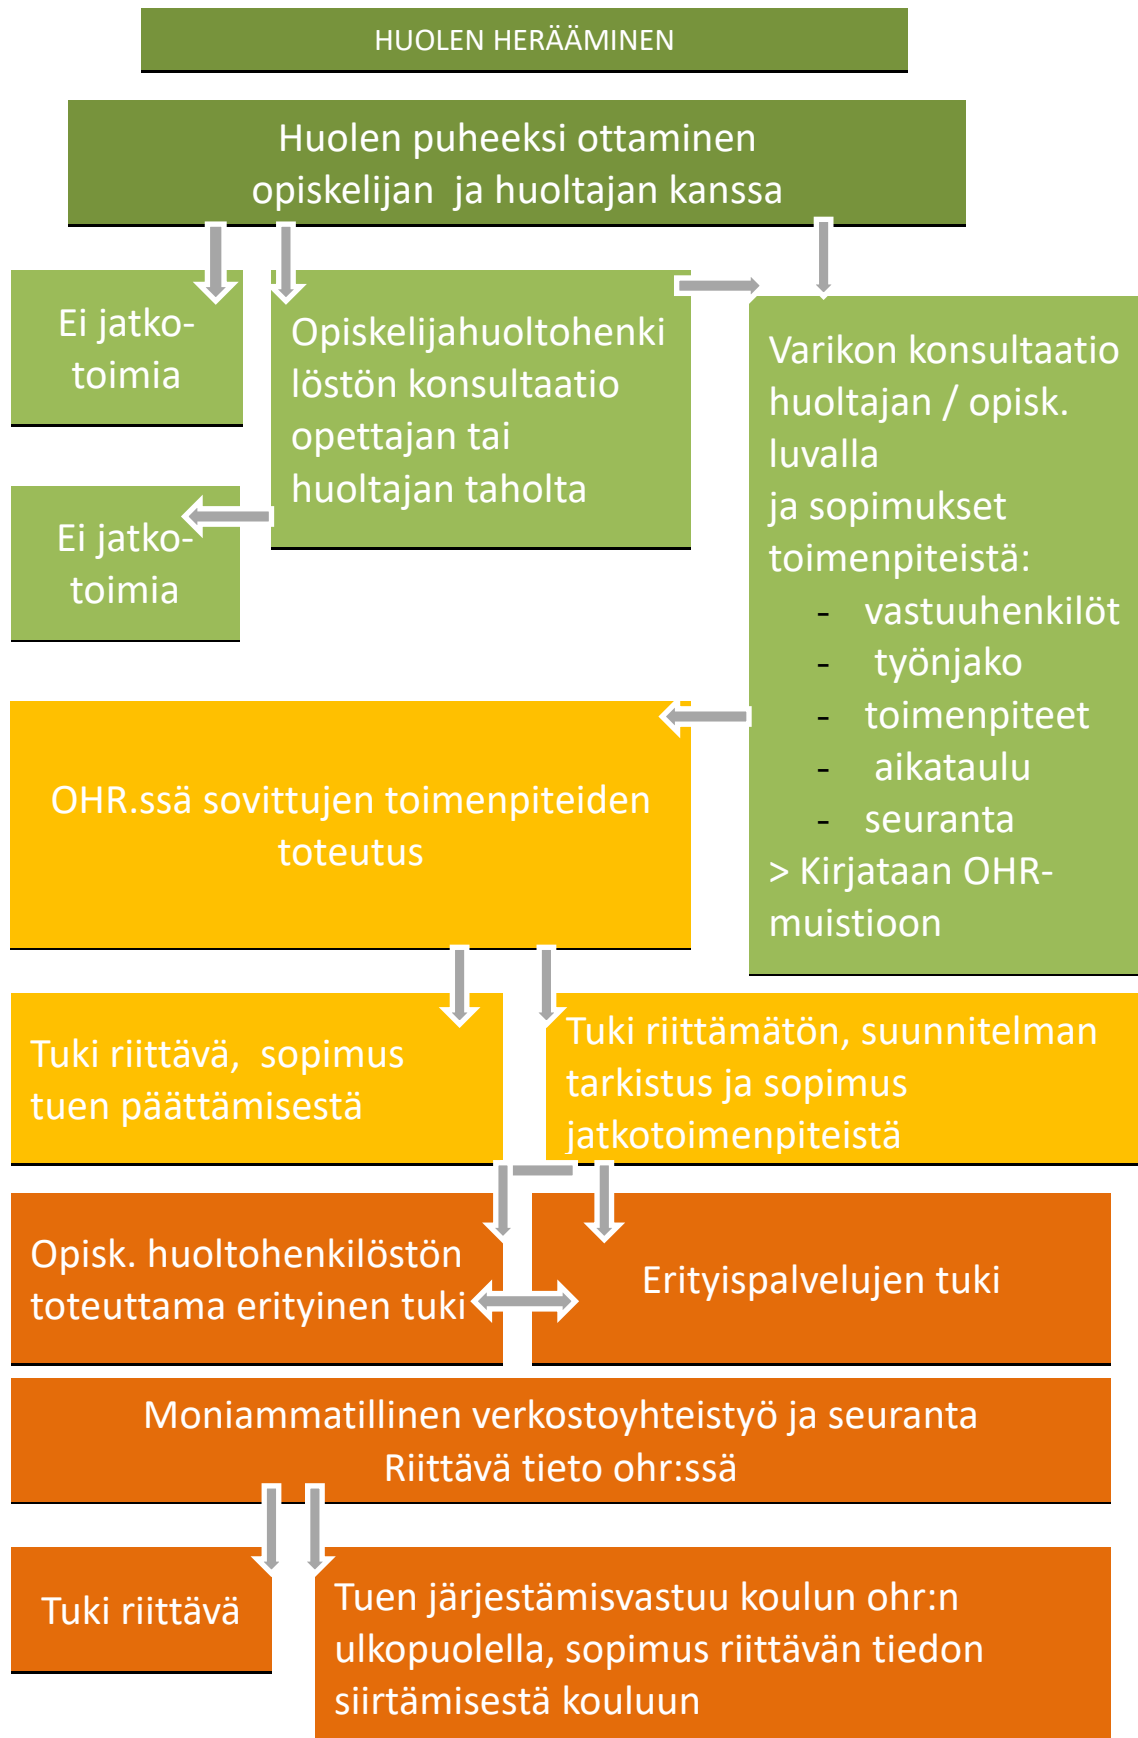 HUOLEN HERÄÄMINEN
Huolen puheeksi ottaminen
opiskelijan ja huoltajan kanssa
Ei jatko-
toimia
Opiskelijahuoltohenki
löstön konsultaatio
opettajan tai
huoltajan taholta
Ei jatko-
toimia
Varikon konsultaatio
huoltajan / opisk.
luvalla
ja sopimukset
toimenpiteistä:
- vastuuhenkilöt
- työnjako
- toimenpiteet
- aikataulu
- seuranta
> Kirjataan OHR-
muistioon
OHR.ssä sovittujen toimenpiteiden
toteutus
Tuki riittävä, sopimus
tuen päättämisestä
Tuki riittämätön, suunnitelman
tarkistus ja sopimus
jatkotoimenpiteistä
Opisk. huoltohenkilöstön
toteuttama erityinen tuki
Erityispalvelujen tuki
Moniammatillinen verkostoyhteistyö ja seuranta
Riittävä tieto ohr:ssä
Tuki riittävä
Tuen järjestämisvastuu koulun ohr:n
ulkopuolella, sopimus riittävän tiedon
siirtämisestä kouluun